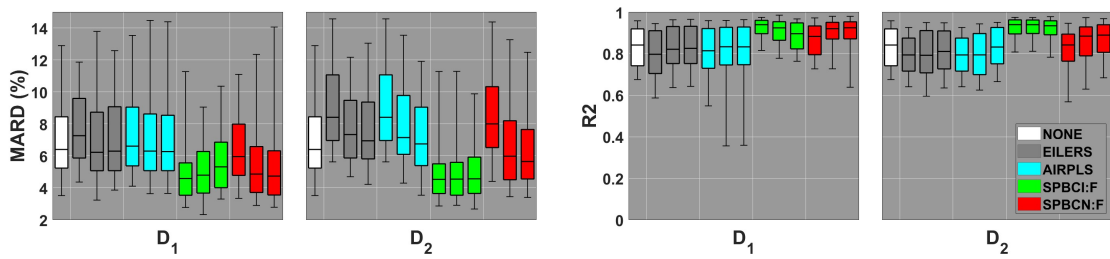 14
12
10
8
6
4
2
MARD (%)
D1
D2
1
0.8
0.6
0.4
0.2
0
R2
D1
D2
NONE
EILERS
AIRPLS
SPBCI:F
SPBCN:F